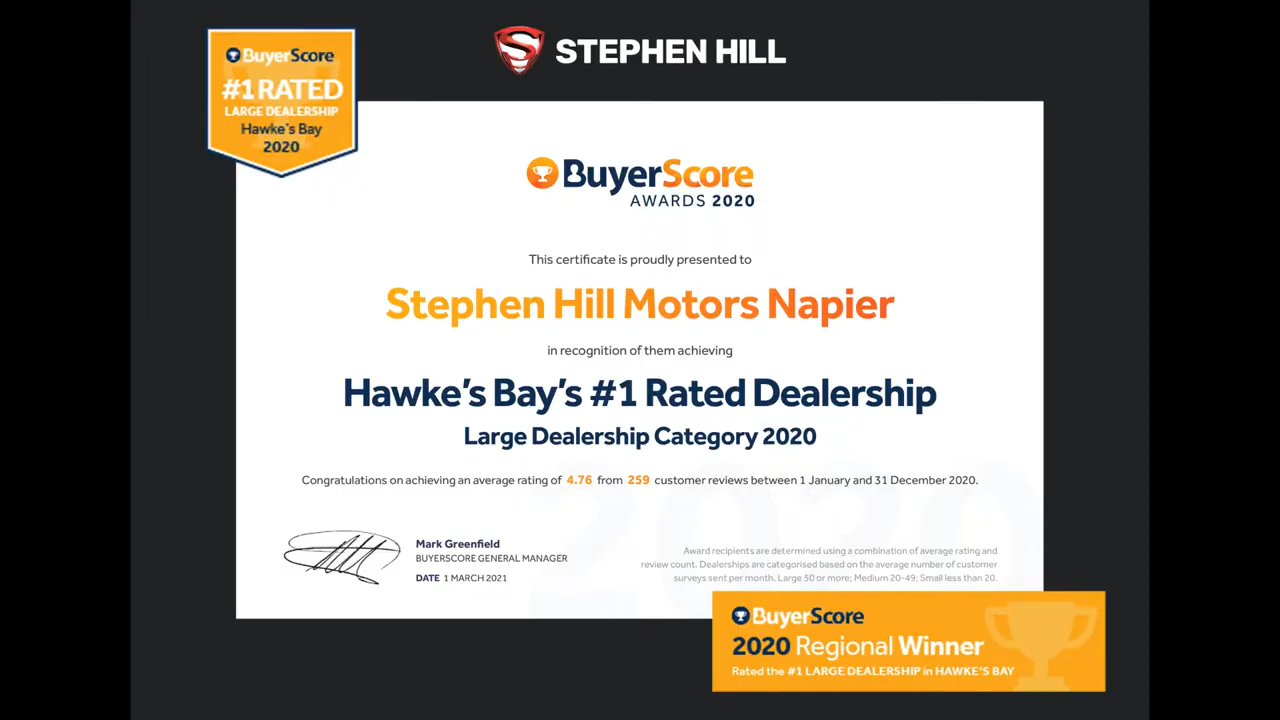 STEPHEN HILL
BuyerScore
#1 RATED
LARGE DEALERSHIP
Hawke's Bay
2020
BuyerScore
AWARDS 2020
This certificate is proudly presented to
Stephen Hill Motors Napier
in recognition of them achieving
Hawke's Bay's #1 Rated Dealership
Large Dealership Category 2020
Congratulations on achieving an average rating of 4.76 from 259 customer reviews between 1 January and 31 December 2020.
2020
Mark Greenfield
BUYERSCORE GENERAL MANAGER
DATE 1 MARCH 2021
Award recipients are determined using a combination of average rating and
review count. Dealerships are categorised based on the average number of customer
surveys sent per month. Large 50 or more; Medium 20-49; Small less than 20.
BuyerScore
2020 Regional Winner
Rated the #1 LARGE DEALERSHIP in HAWKE'S BAY